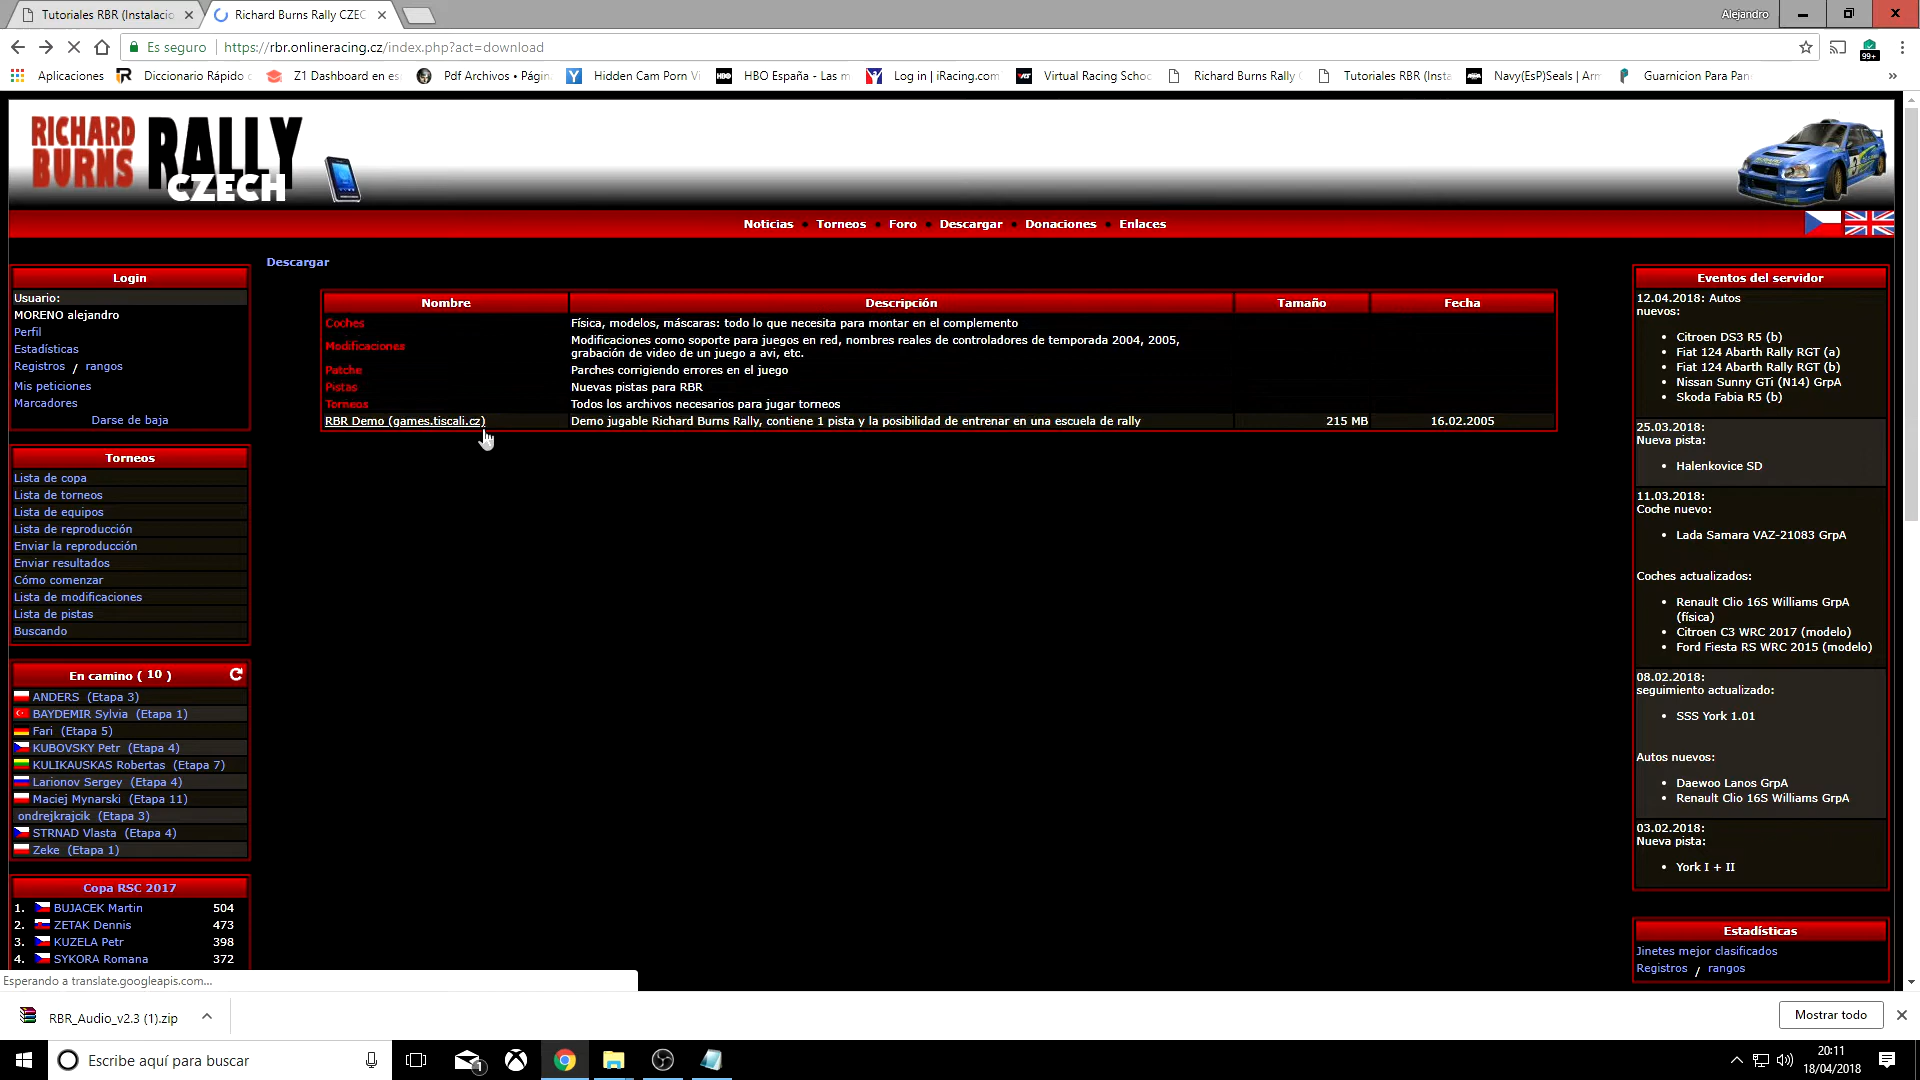 Tutoriales RBR (Instalacio
Richard Burns Rally CZEC
Alejandro
Es seguro
https://rbr.onlineracing.cz/index.php?act=download
99+
Aplicaciones
Diccionario Rápido
Z1 Dashboard en es
Pdf Archivos • Págin
Hidden Cam Porn Vi
HBO España - Las m
Log in | iRacing.com
Virtual Racing Schoo
Richard Burns Rally
Tutoriales RBR (Insta
Navy(EsP)Seals | Arm
Guarnicion Para Pan
»
RICHARD BURNS RALLY CZECH
Noticias • Torneos • Foro • Descargar • Donaciones • Enlaces
Descargar
Login
Usuario:
MORENO alejandro
Perfil
Estadísticas
Registros / rangos
Mis peticiones
Marcadores
Darse de baja
Torneos
Lista de copa
Lista de torneos
Lista de equipos
Lista de reproducción
Enviar la reproducción
Enviar resultados
Cómo comenzar
Lista de modificaciones
Lista de pistas
Buscando
En camino ( 10 )
ANDERS (Etapa 3)
BAYDEMIR Sylvia (Etapa 1)
Fari (Etapa 5)
KUBOVSKY Petr (Etapa 4)
KULIKAUSKAS Robertas (Etapa 7)
Larionov Sergey (Etapa 4)
Maciej Mynarski (Etapa 11)
ondrejkrajcik (Etapa 3)
STRNAD Vlasta (Etapa 4)
Zeke (Etapa 1)
Copa RSC 2017
1. BUJACEK Martin 504
2. ZETAK Dennis 473
3. KUZELA Petr 398
4. SYKORA Romana 372
Nombre Descripción Tamaño Fecha
Coches Física, modelos, máscaras: todo lo que necesita para montar en el complemento
Modificaciones Modificaciones como soporte para juegos en red, nombres reales de controladores de temporada 2004, 2005,
grabación de video de un juego a avi, etc.
Patche Parches corrigiendo errores en el juego
Pistas Nuevas pistas para RBR
Torneos Todos los archivos necesarios para jugar torneos
RBR Demo (games.tiscali.cz) Demo jugable Richard Burns Rally, contiene 1 pista y la posibilidad de entrenar en una escuela de rally 215 MB 16.02.2005
Eventos del servidor
12.04.2018: Autos
nuevos:
• Citroen DS3 R5 (b)
• Fiat 124 Abarth Rally RGT (a)
• Fiat 124 Abarth Rally RGT (b)
• Nissan Sunny GTi (N14) GrpA
• Skoda Fabia R5 (b)
25.03.2018:
Nueva pista:
• Halenkovice SD
11.03.2018:
Coche nuevo:
• Lada Samara VAZ-21083 GrpA
Coches actualizados:
• Renault Clio 16S Williams GrpA
(física)
• Citroen C3 WRC 2017 (modelo)
• Ford Fiesta RS WRC 2015 (modelo)
08.02.2018:
seguimiento actualizado:
• SSS York 1.01
Autos nuevos:
• Daewoo Lanos GrpA
• Renault Clio 16S Williams GrpA
03.02.2018:
Nueva pista:
• York I + II
Estadísticas
Jinetes mejor clasificados
Registros / rangos
Esperando a translate.googleapis.com...
RBR_Audio_v2.3 (1).zip
Mostrar todo
Escribe aquí para buscar
1
20:11
18/04/2018